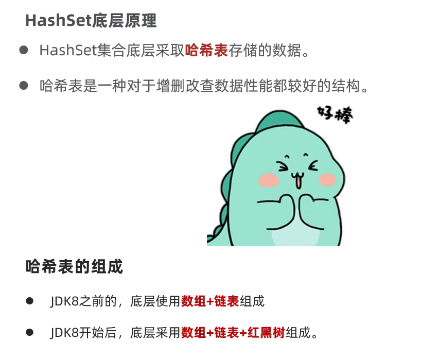 HashSet底层原理
● HashSet集合底层采取哈希表存储的数据。
● 哈希表是一种对于增删改查数据性能都较好的结构。
好棒
哈希表的组成
● JDK8之前的，底层使用数组+链表组成
● JDK8开始后，底层采用数组+链表+红黑树组成。